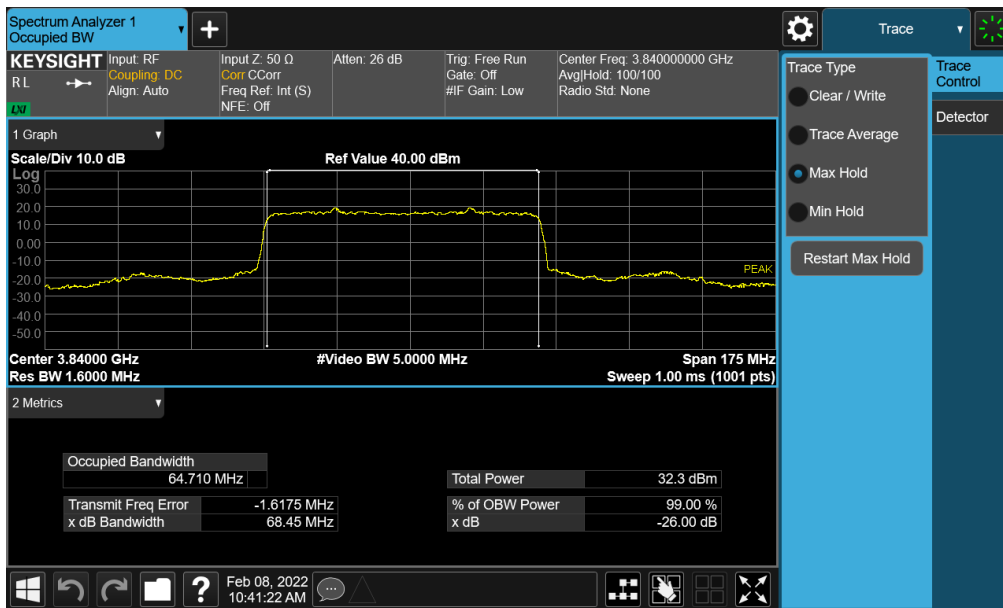 Spectrum Analyzer 1
Occupied BW
Trace
KEYSIGHT
R L
LXI
Input: RF
Coupling: DC
Align: Auto
Input Z: 50 Ω
Corr CCorr
Freq Ref: Int (S)
NFE: Off
Atten: 26 dB
Trig: Free Run
Gate: Off
#IF Gain: Low
Center Freq: 3.840000000 GHz
Avg|Hold: 100/100
Radio Std: None
1 Graph
Scale/Div 10.0 dB
Ref Value 40.00 dBm
Log
30.0
20.0
10.0
0.00
-10.0
-20.0
-30.0
-40.0
-50.0
PEAK
Center 3.84000 GHz
#Video BW 5.0000 MHz
Span 175 MHz
Res BW 1.6000 MHz
Sweep 1.00 ms (1001 pts)
2 Metrics
Occupied Bandwidth
64.710 MHz
Total Power 32.3 dBm
Transmit Freq Error -1.6175 MHz
% of OBW Power 99.00 %
x dB Bandwidth 68.45 MHz
x dB -26.00 dB
Trace Type
Clear / Write
Trace Average
Max Hold
Min Hold
Restart Max Hold
Trace
Control
Detector
?
Feb 08, 2022
10:41:22 AM